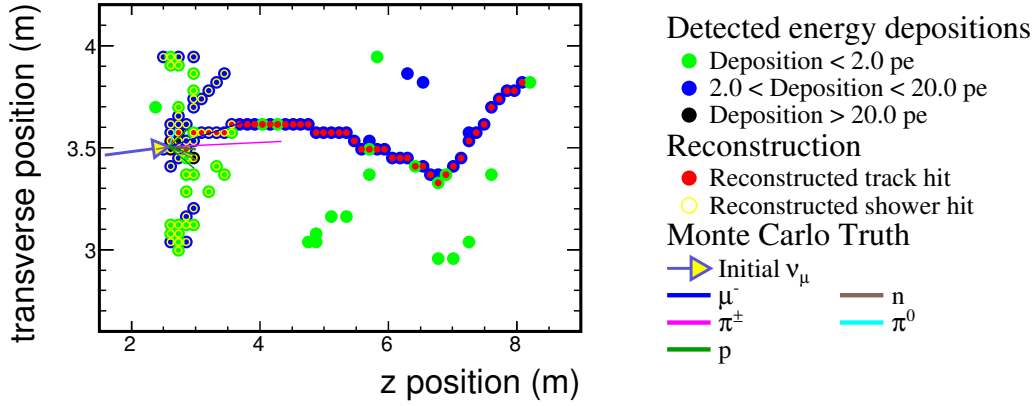 transverse position (m)
4
3.5
3
2
4
6
8
z position (m)
Detected energy depositions
Deposition < 2.0 pe
2.0 < Deposition < 20.0 pe
Deposition > 20.0 pe
Reconstruction
Reconstructed track hit
Reconstructed shower hit
Monte Carlo Truth
Initial νμ
μ- n
π± π0
p